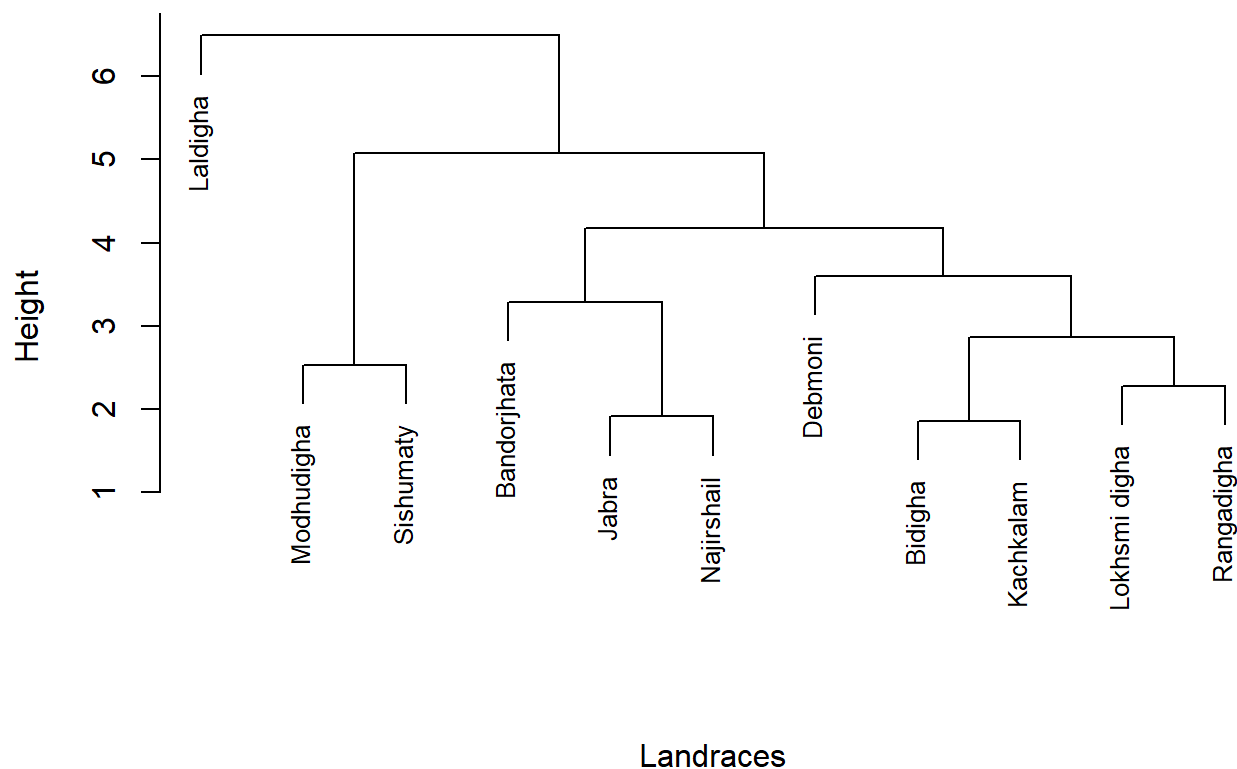 Height
6
5
4
3
2
1
Laldigha
Modhudigha
Sishumaty
Bandorjhata
Jabra
Najirshail
Debmoni
Bidigha
Kachkalam
Lokhsmi digha
Rangadigha
Landraces